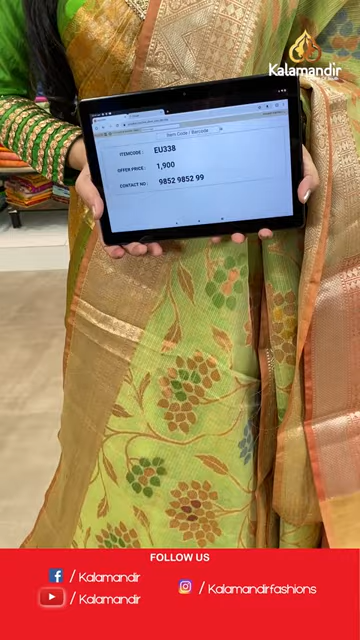 Kalamandir
Item Code / Barcode
ITEMCODE : EU338
OFFER PRICE : 1,900
CONTACT NO : 9852 9852 99
FOLLOW US
/ Kalamandir
/ Kalamandirfashions
/ Kalamandir